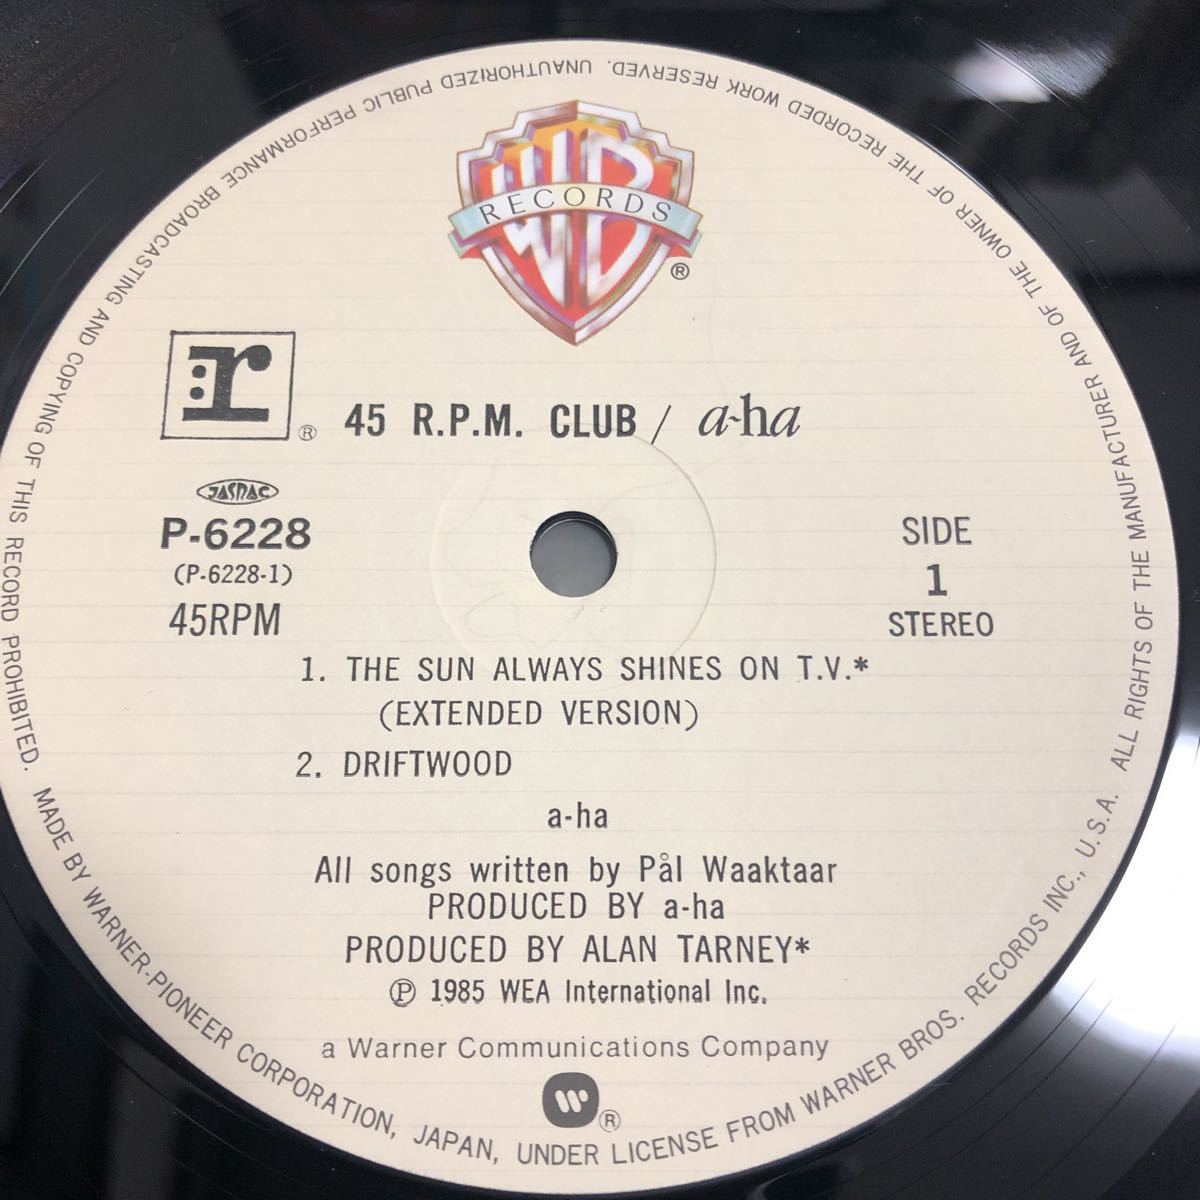 WB
RECORDS
®
r
®
45 R.P.M. CLUB / a-ha
JASRAC
P-6228
(P-6228-1)
45RPM
SIDE
1
STEREO
1. THE SUN ALWAYS SHINES ON T.V.*
(EXTENDED VERSION)
2. DRIFTWOOD
a-ha
All songs written by Pål Waaktaar
PRODUCED BY a-ha
PRODUCED BY ALAN TARNEY*
Ⓟ 1985 WEA International Inc.
a Warner Communications Company
W
®
MADE BY WARNER-PIONEER CORPORATION, JAPAN, UNDER LICENSE FROM WARNER BROS. RECORDS INC., U.S.A. ALL RIGHTS OF THE MANUFACTURER AND OF THE OWNER OF THE RECORDED WORK RESERVED. UNAUTHORIZED PUBLIC PERFORMANCE BROADCASTING AND COPYING OF THIS RECORD PROHIBITED.